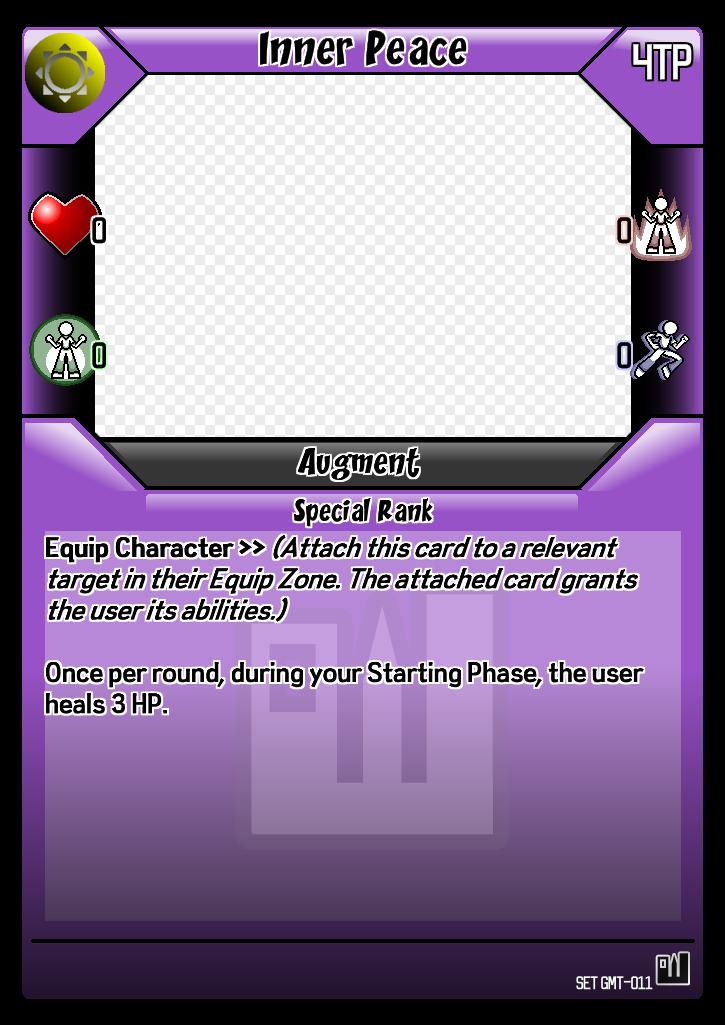 Inner Peace
4TP
0
0
0
0
Augment
Special Rank
Equip Character >> (Attach this card to a relevant
target in their Equip Zone. The attached card grants
the user its abilities.)
Once per round, during your Starting Phase, the user
heals 3 HP.
SET GMT-011